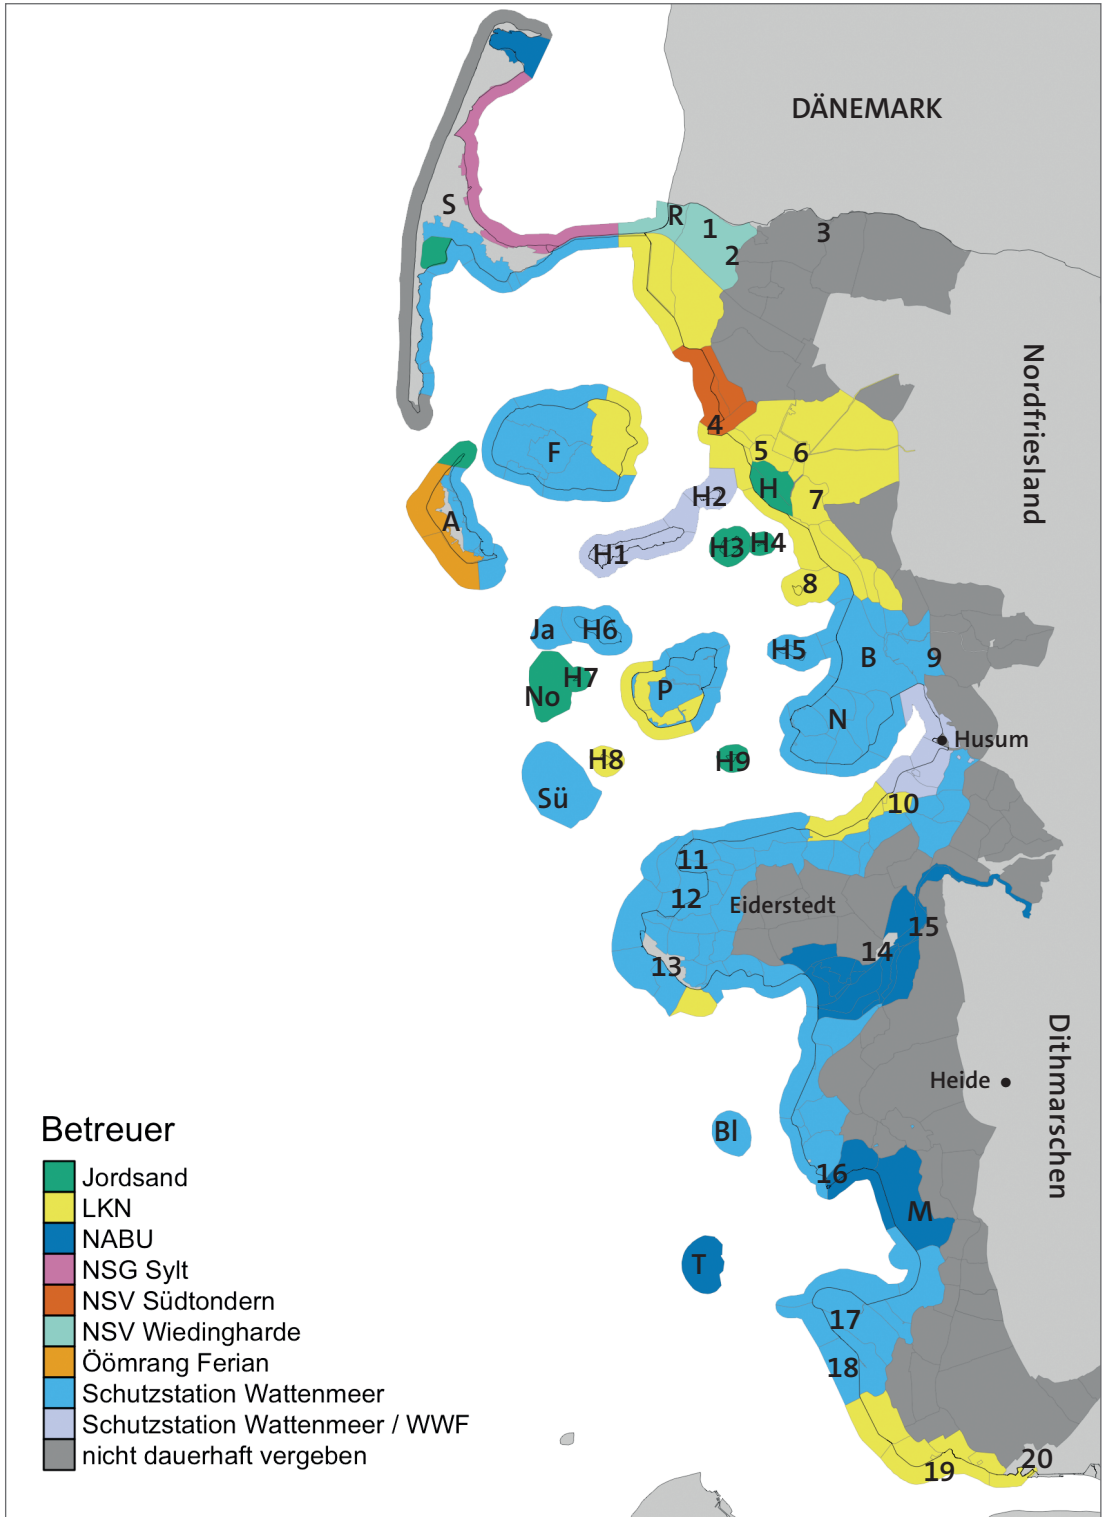 DÄNEMARK
S
R
1
2
3
Nordfriesland
4
F
5
6
H
H2
7
A
H1
H3
H4
8
Ja
H6
H5
B
9
H7
No
P
N
Husum
H8
H9
Sü
10
11
12
Eiderstedt
15
14
13
Dithmarschen
Heide
Bl
16
M
T
17
18
19
20
Betreuer
Jordsand
LKN
NABU
NSG Sylt
NSV Südtondern
NSV Wiedingharde
Öömrang Ferian
Schutzstation Wattenmeer
Schutzstation Wattenmeer / WWF
nicht dauerhaft vergeben